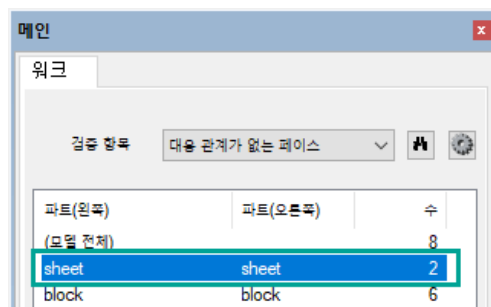 메인
워크
검증 항목 대응 관계가 없는 페이스
파트(왼쪽) 파트(오른쪽) 수
(모델 전체) 8
sheet sheet 2
block block 6